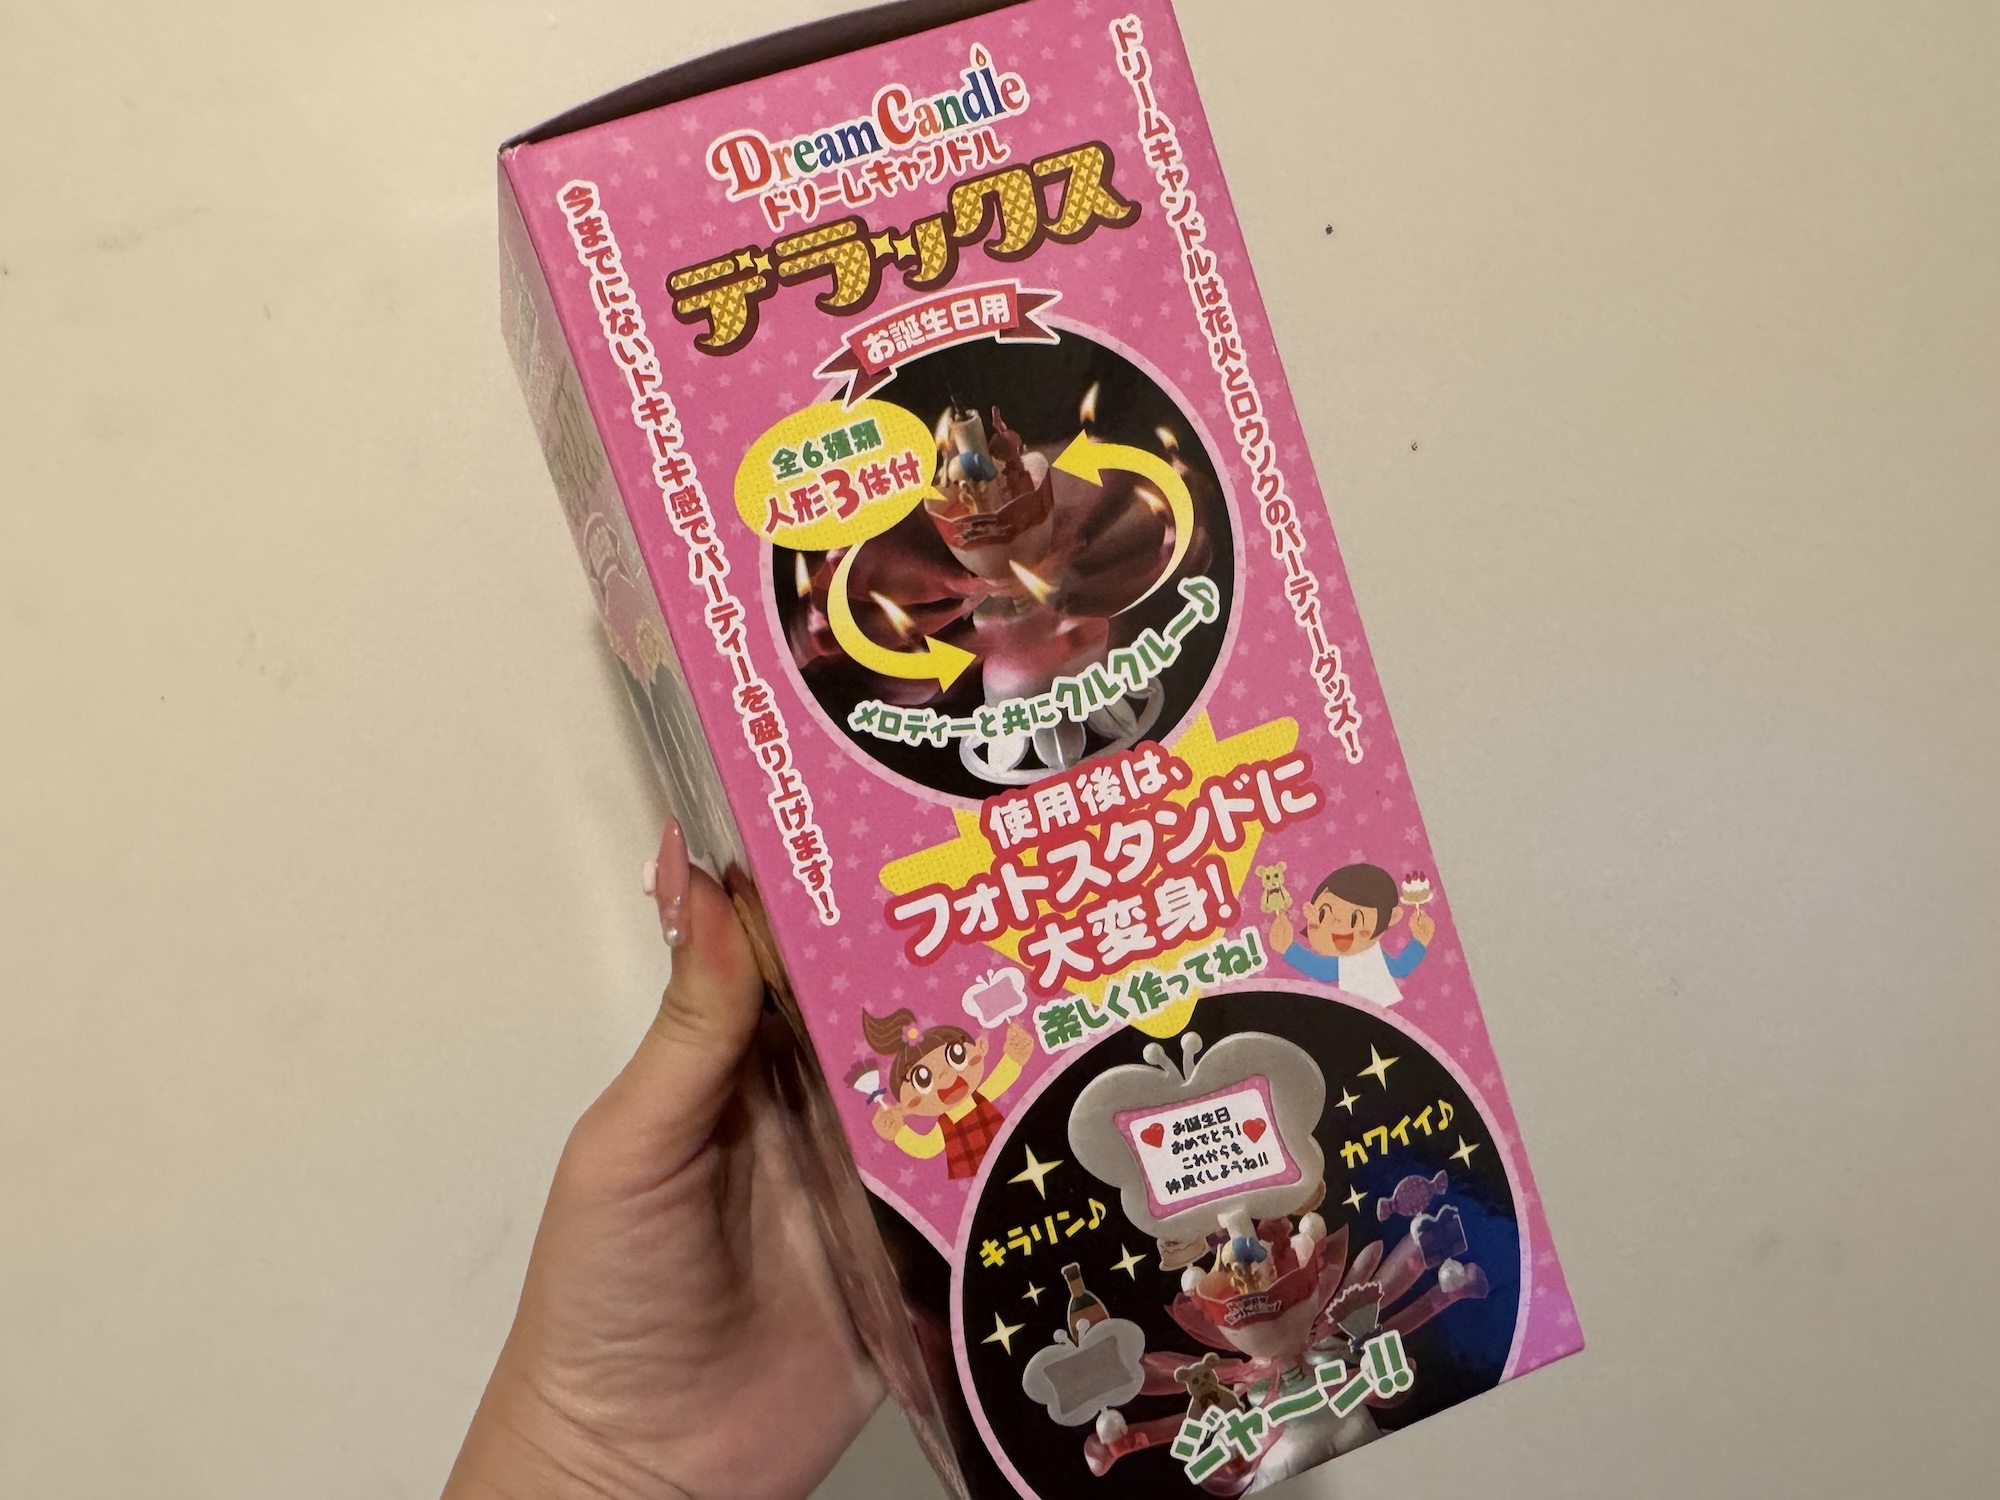 Dream Candle
ドリームキャンドル
デラックス
お誕生日用
ドリームキャンドルは花火とロウソクのパーティーグッズ!
今までにないドキドキ感でパーティーを盛り上げます!
全6種類
人形3体付
メロディーと共にクルクルー♪
使用後は、
フォトスタンドに
大変身!
楽しく作ってね!
お誕生日
おめでとう!
これからも
仲良くしようね!!
カワイイ♪
キラリン♪
ジャーン!!